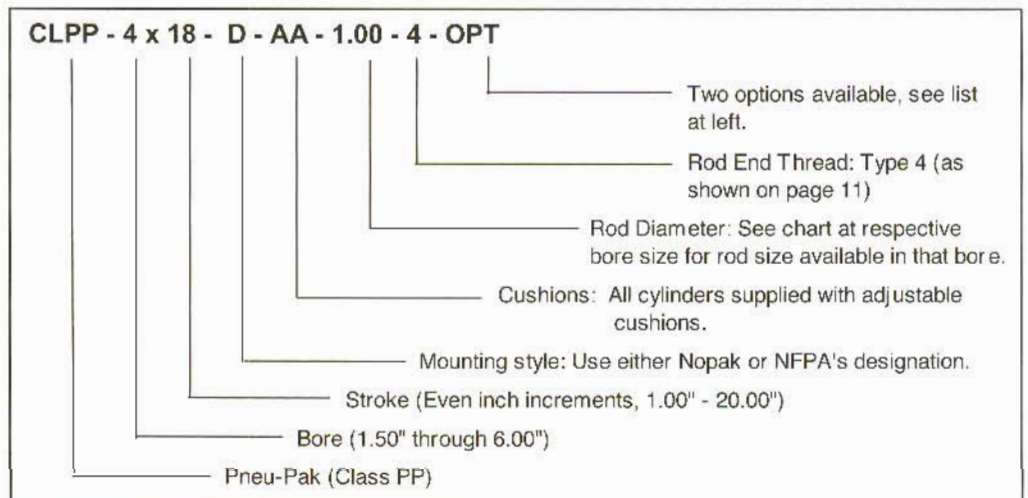 CLPP - 4 x 18 - D - AA - 1.00 - 4 - OPT
Two options available, see list
at left.
Rod End Thread: Type 4 (as
shown on page 11)
Rod Diameter: See chart at respective
bore size for rod size available in that bore.
Cushions: All cylinders supplied with adjustable
cushions.
Mounting style: Use either Nopak or NFPA's designation.
Stroke (Even inch increments, 1.00" - 20.00")
Bore (1.50" through 6.00")
Pneu-Pak (Class PP)